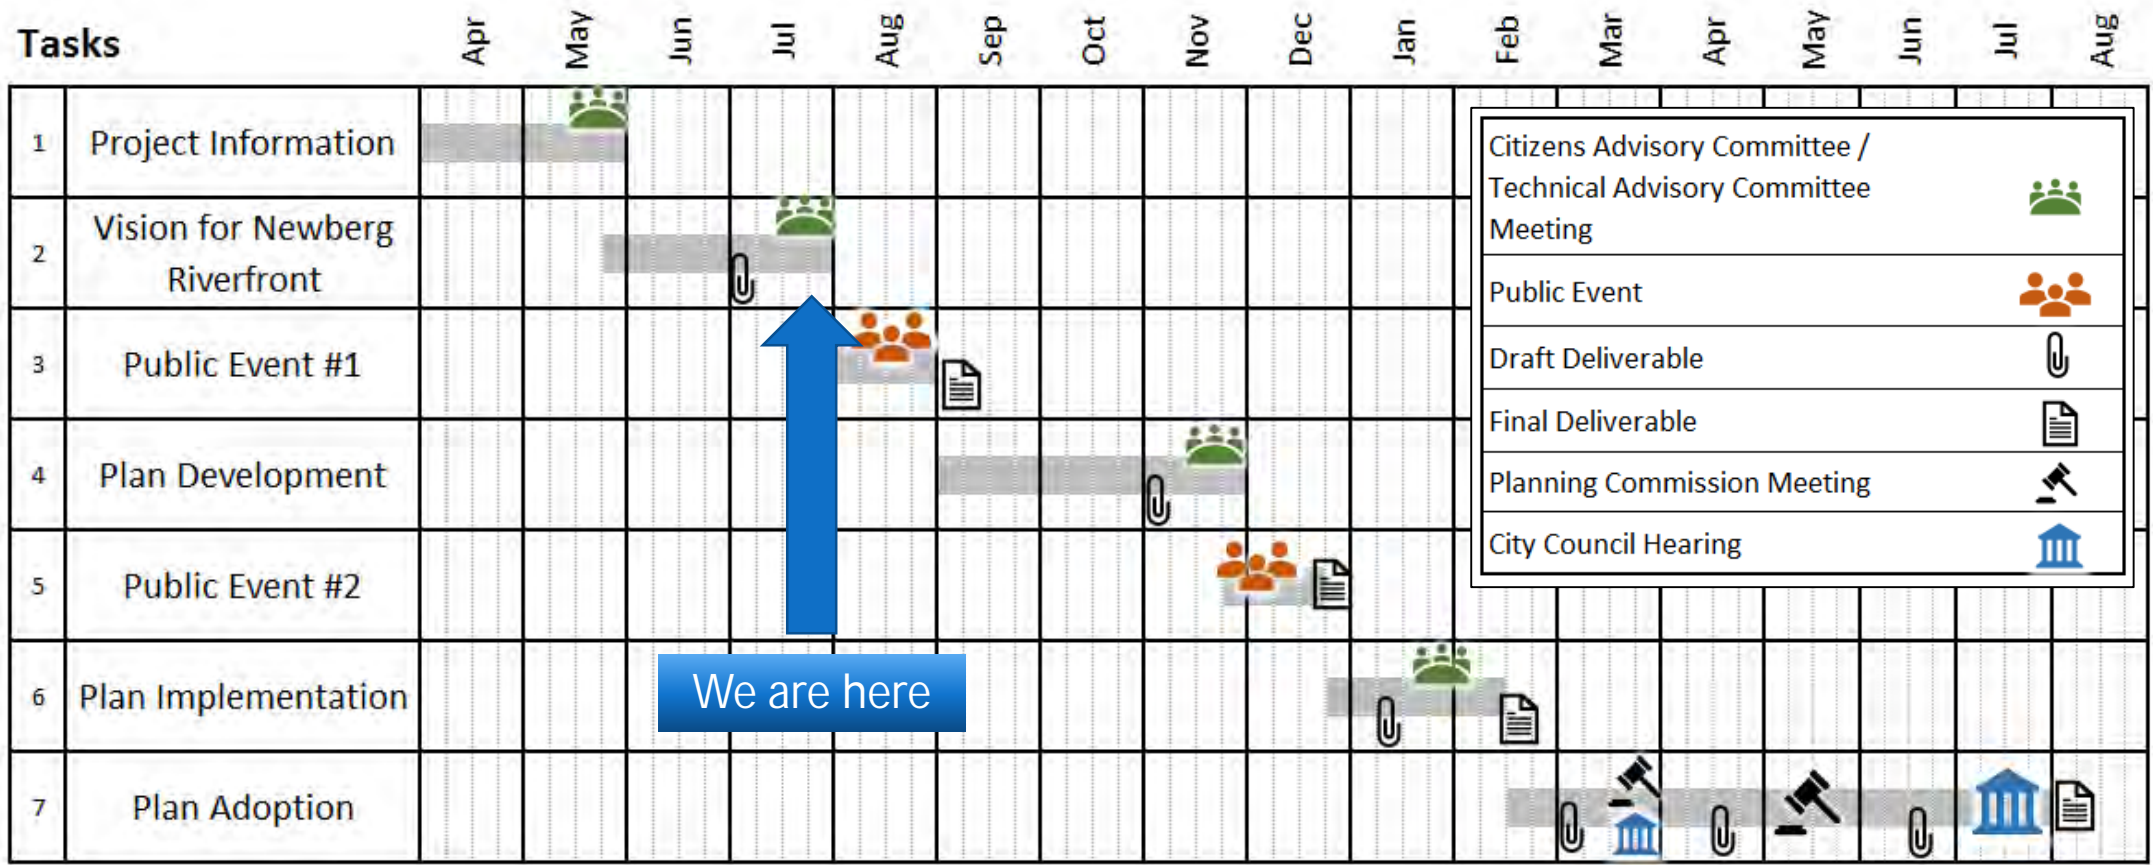 Tasks
Apr May Jun Jul Aug Sep Oct Nov Dec Jan Feb Mar Apr May Jun Jul Aug
1 Project Information
2 Vision for Newberg
Riverfront
3 Public Event #1
4 Plan Development
5 Public Event #2
6 Plan Implementation
7 Plan Adoption
We are here
Citizens Advisory Committee /
Technical Advisory Committee
Meeting
Public Event
Draft Deliverable
Final Deliverable
Planning Commission Meeting
City Council Hearing